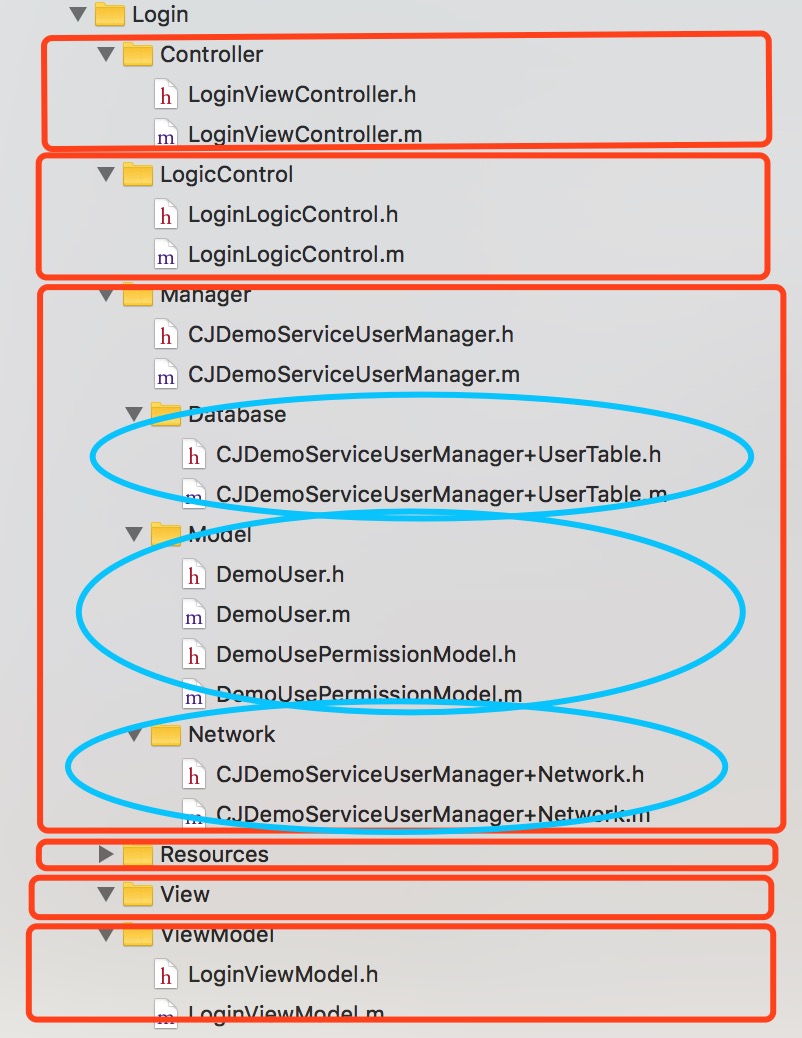 Login
Controller
h LoginViewController.h
m LoginViewController.m
LogicControl
h LoginLogicControl.h
m LoginLogicControl.m
Manager
h CJDemoServiceUserManager.h
m CJDemoServiceUserManager.m
Database
h CJDemoServiceUserManager+UserTable.h
m CJDemoServiceUserManager+UserTable.m
Model
h DemoUser.h
m DemoUser.m
h DemoUsePermissionModel.h
m DemoUsePermissionModel.m
Network
h CJDemoServiceUserManager+Network.h
m CJDemoServiceUserManager+Network.m
Resources
View
ViewModel
h LoginViewModel.h
m LoginViewModel.m